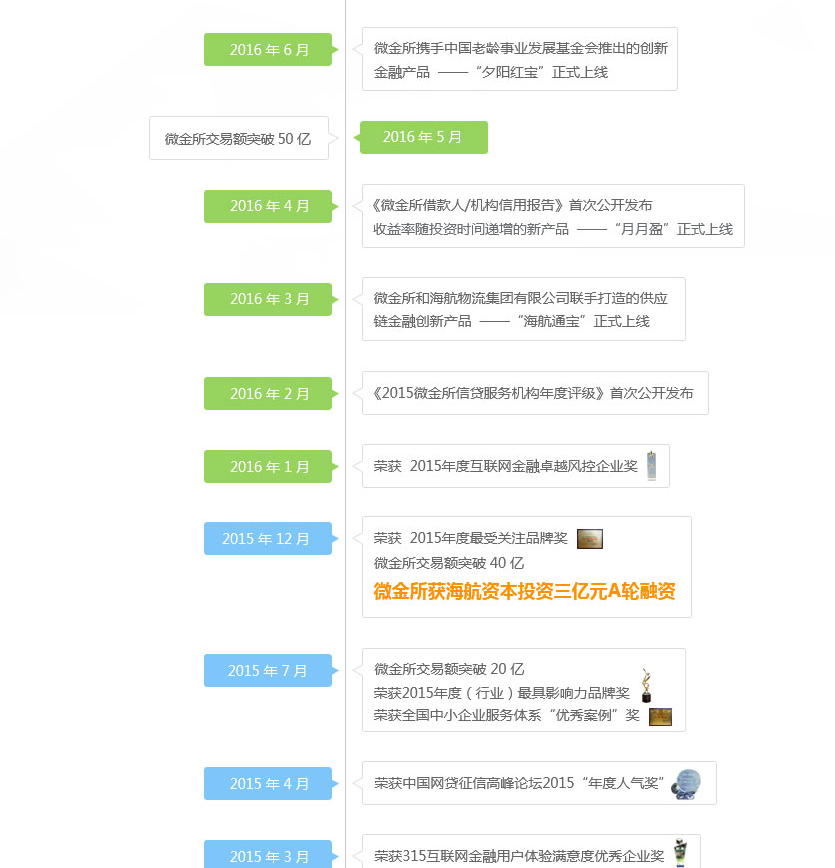 2016 年 6 月
微金所携手中国老龄事业发展基金会推出的创新
金融产品 ——“夕阳红宝”正式上线
2016 年 5 月
微金所交易额突破 50 亿
2016 年 4 月
《微金所借款人/机构信用报告》首次公开发布
收益率随投资时间递增的新产品 ——“月月盈”正式上线
2016 年 3 月
微金所和海航物流集团有限公司联手打造的供应
链金融创新产品 ——“海航通宝”正式上线
2016 年 2 月
《2015微金所信贷服务机构年度评级》首次公开发布
2016 年 1 月
荣获 2015年度互联网金融卓越风控企业奖
2015 年 12 月
荣获 2015年度最受关注品牌奖
微金所交易额突破 40 亿
微金所获海航资本投资三亿元A轮融资
2015 年 7 月
微金所交易额突破 20 亿
荣获2015年度（行业）最具影响力品牌奖
荣获全国中小企业服务体系“优秀案例”奖
2015 年 4 月
荣获中国网贷征信高峰论坛2015“年度人气奖”
2015 年 3 月
荣获315互联网金融用户体验满意度优秀企业奖